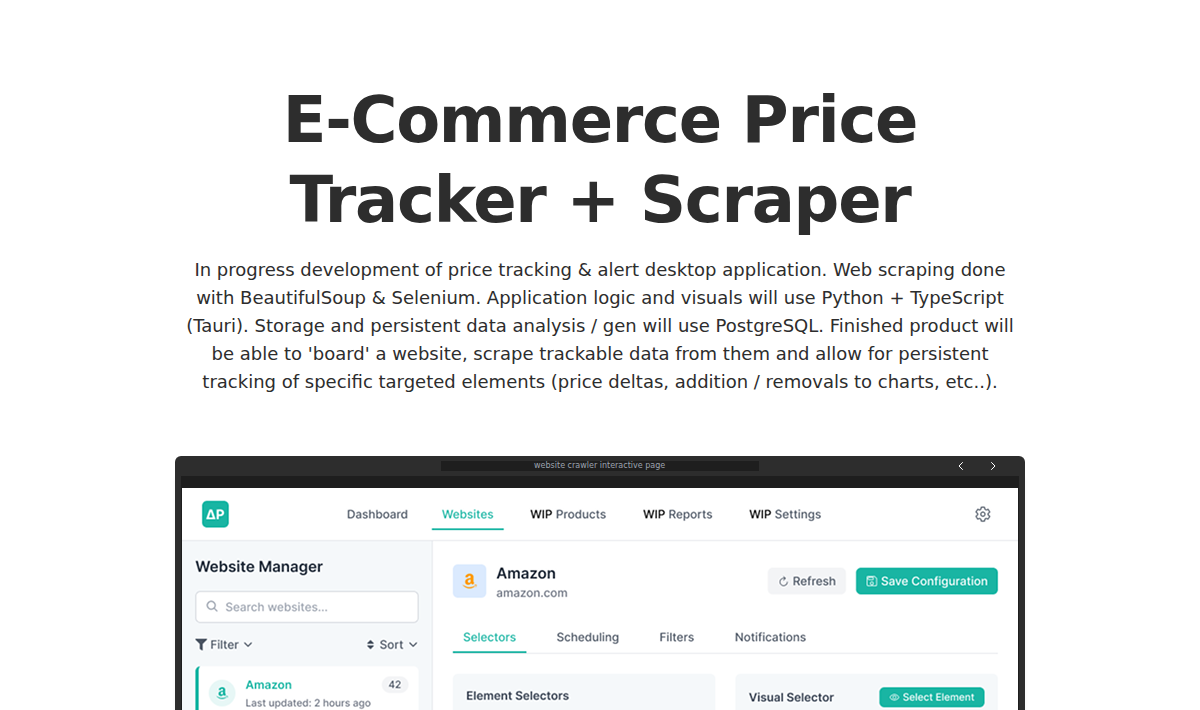 E-Commerce Price
Tracker + Scraper
In progress development of price tracking & alert desktop application. Web scraping done
with BeautifulSoup & Selenium. Application logic and visuals will use Python + TypeScript
(Tauri). Storage and persistent data analysis / gen will use PostgreSQL. Finished product will
be able to 'board' a website, scrape trackable data from them and allow for persistent
tracking of specific targeted elements (price deltas, addition / removals to charts, etc..).
website crawler interactive page
ΔP Dashboard Websites WIP Products WIP Reports WIP Settings
Website Manager
Search websites...
Filter Sort
Amazon 42
Last updated: 2 hours ago
Amazon
amazon.com
Refresh Save Configuration
Selectors Scheduling Filters Notifications
Element Selectors
Visual Selector Select Element